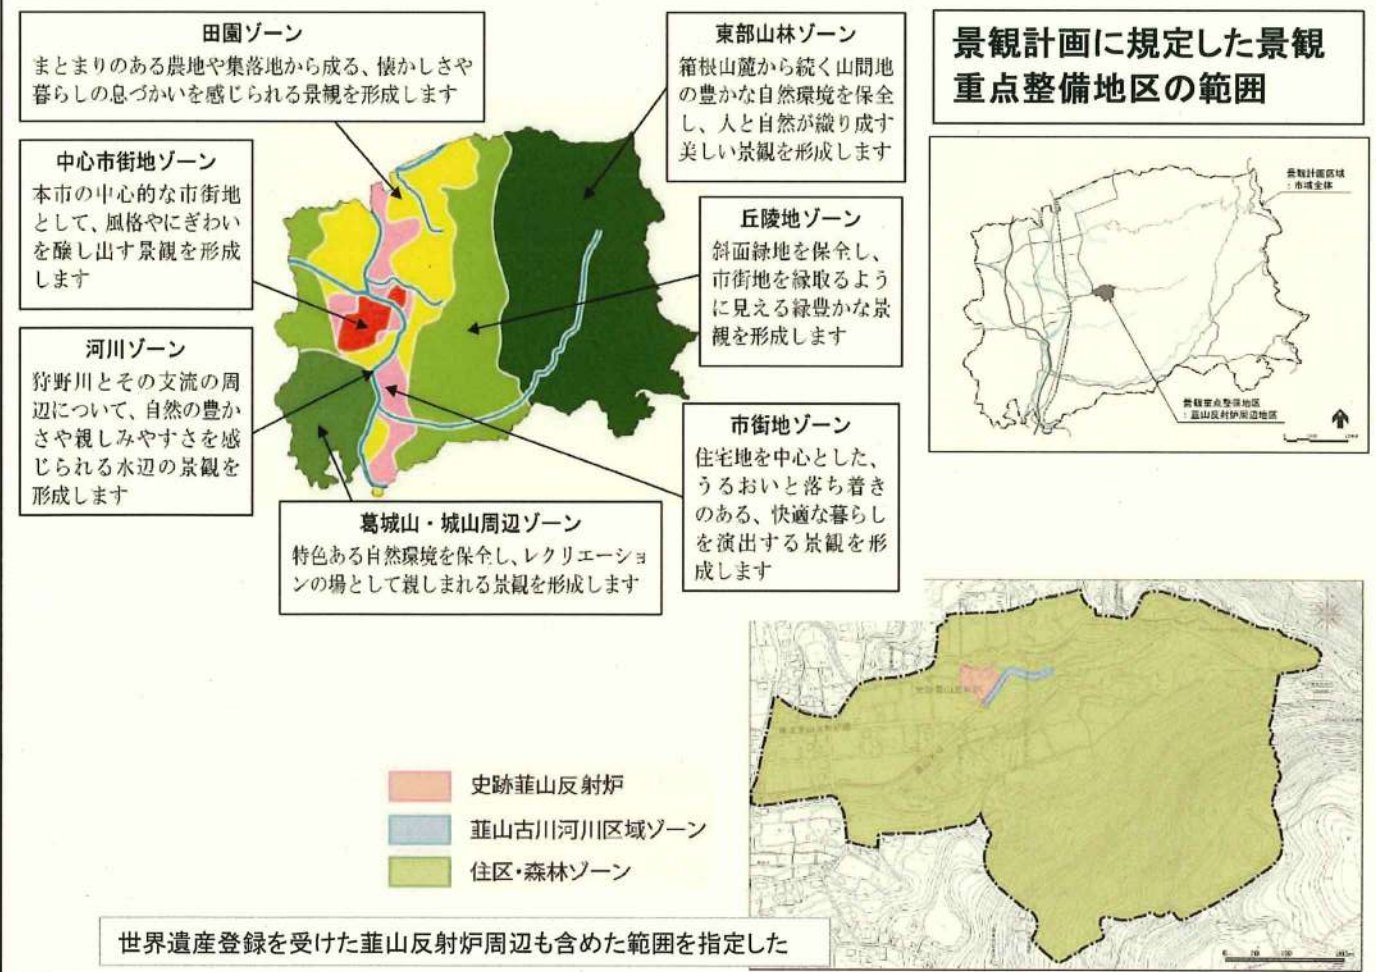 景観計画に規定した景観
重点整備地区の範囲
田園ゾーン
まとまりのある農地や集落地から成る、懐かしさや
暮らしの息づかいを感じられる景観を形成します
東部山林ゾーン
箱根山麓から続く山間地
の豊かな自然環境を保全
し、人と自然が織り成す
美しい景観を形成します
中心市街地ゾーン
本市の中心的な市街地
として、風格やにぎわい
を醸し出す景観を形成
します
丘陵地ゾーン
斜面緑地を保全し、
市街地を縁取るよう
に見える緑豊かな景
観を形成します
河川ゾーン
狩野川とその支流の周
辺について、自然の豊か
さや親しみやすさを感
じられる水辺の景観を
形成します
市街地ゾーン
住宅地を中心とした、
うるおいと落ち着き
のある、快適な暮らし
を演出する景観を形
成します
葛城山・城山周辺ゾーン
特色ある自然環境を保全し、レクリエーショ
ンの場として親しまれる景観を形成します
景観計画区域
：市域全体
景観重点整備地区
：韮山反射炉周辺地区
史跡韮山反射炉
韮山古川河川区域ゾーン
住区・森林ゾーン
世界遺産登録を受けた韮山反射炉周辺も含めた範囲を指定した